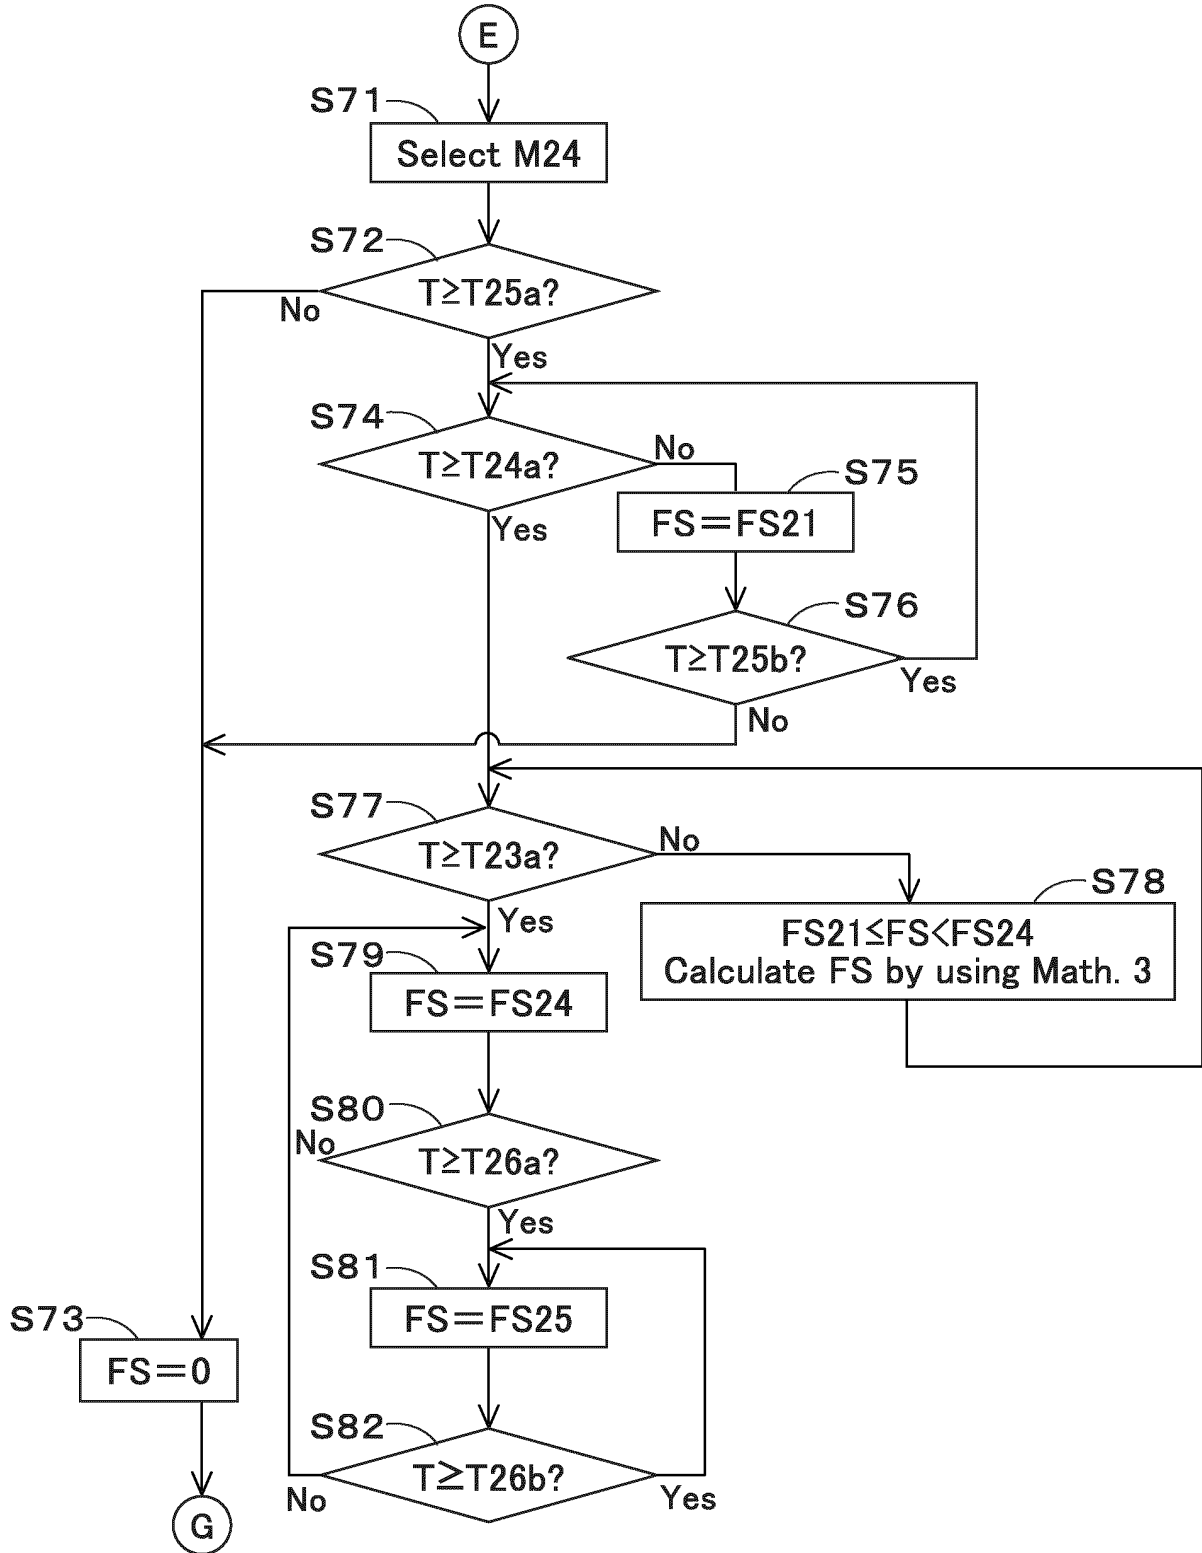 E
S71
Select M24
S72
T≥T25a?
No
Yes
S74
T≥T24a?
No
Yes
S75
FS=FS21
S76
T≥T25b?
Yes
No
S77
T≥T23a?
No
Yes
S78
FS21≤FS<FS24
Calculate FS by using Math. 3
S79
FS=FS24
S80
No
T≥T26a?
Yes
S81
FS=FS25
S73
FS=0
S82
T≥T26b?
No
Yes
G